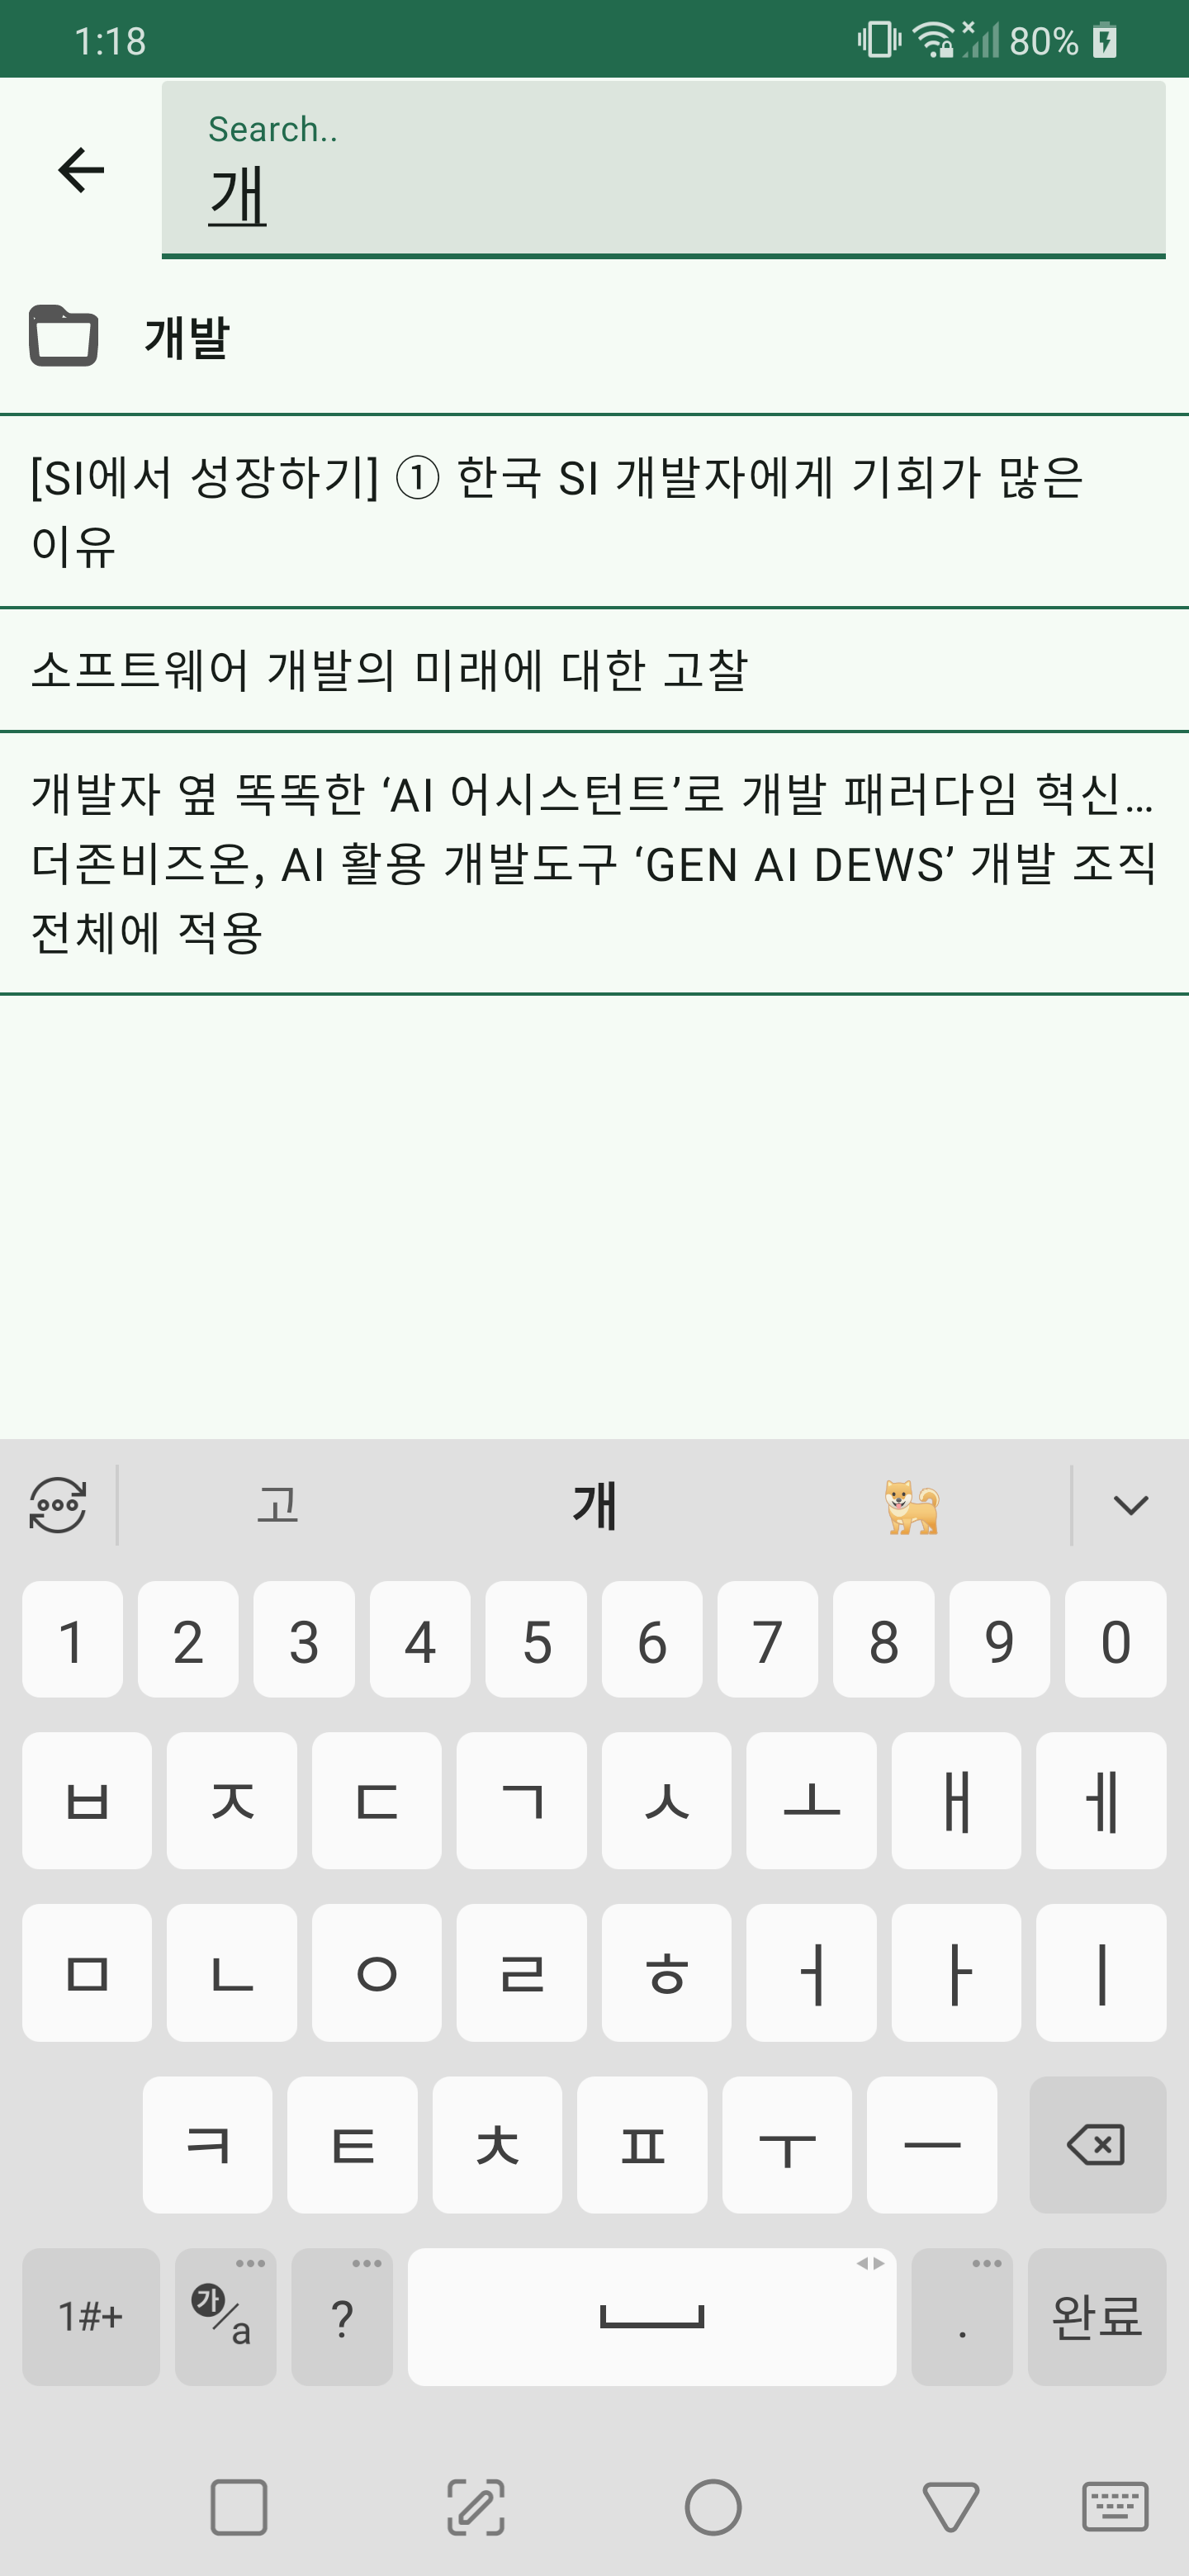 1:18
80%
Search..
개
개발
[SI에서 성장하기] ① 한국 SI 개발자에게 기회가 많은
이유
소프트웨어 개발의 미래에 대한 고찰
개발자 옆 똑똑한 ‘AI 어시스턴트’로 개발 패러다임 혁신…
더존비즈온, AI 활용 개발도구 ‘GEN AI DEWS’ 개발 조직
전체에 적용
고 개
1 2 3 4 5 6 7 8 9 0
ㅂ ㅈ ㄷ ㄱ ㅅ ㅗ ㅐ ㅔ
ㅁ ㄴ ㅇ ㄹ ㅎ ㅓ ㅏ ㅣ
ㅋ ㅌ ㅊ ㅍ ㅜ ㅡ
1#+ 가/a ? . 완료